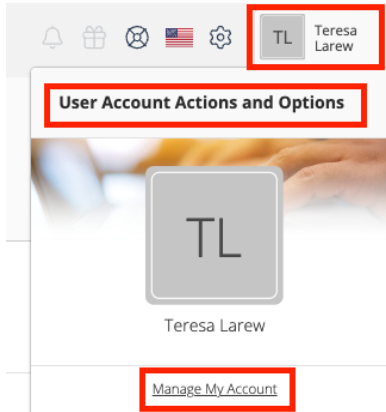 TL
Teresa
Larew
User Account Actions and Options
TL
Teresa Larew
Manage My Account